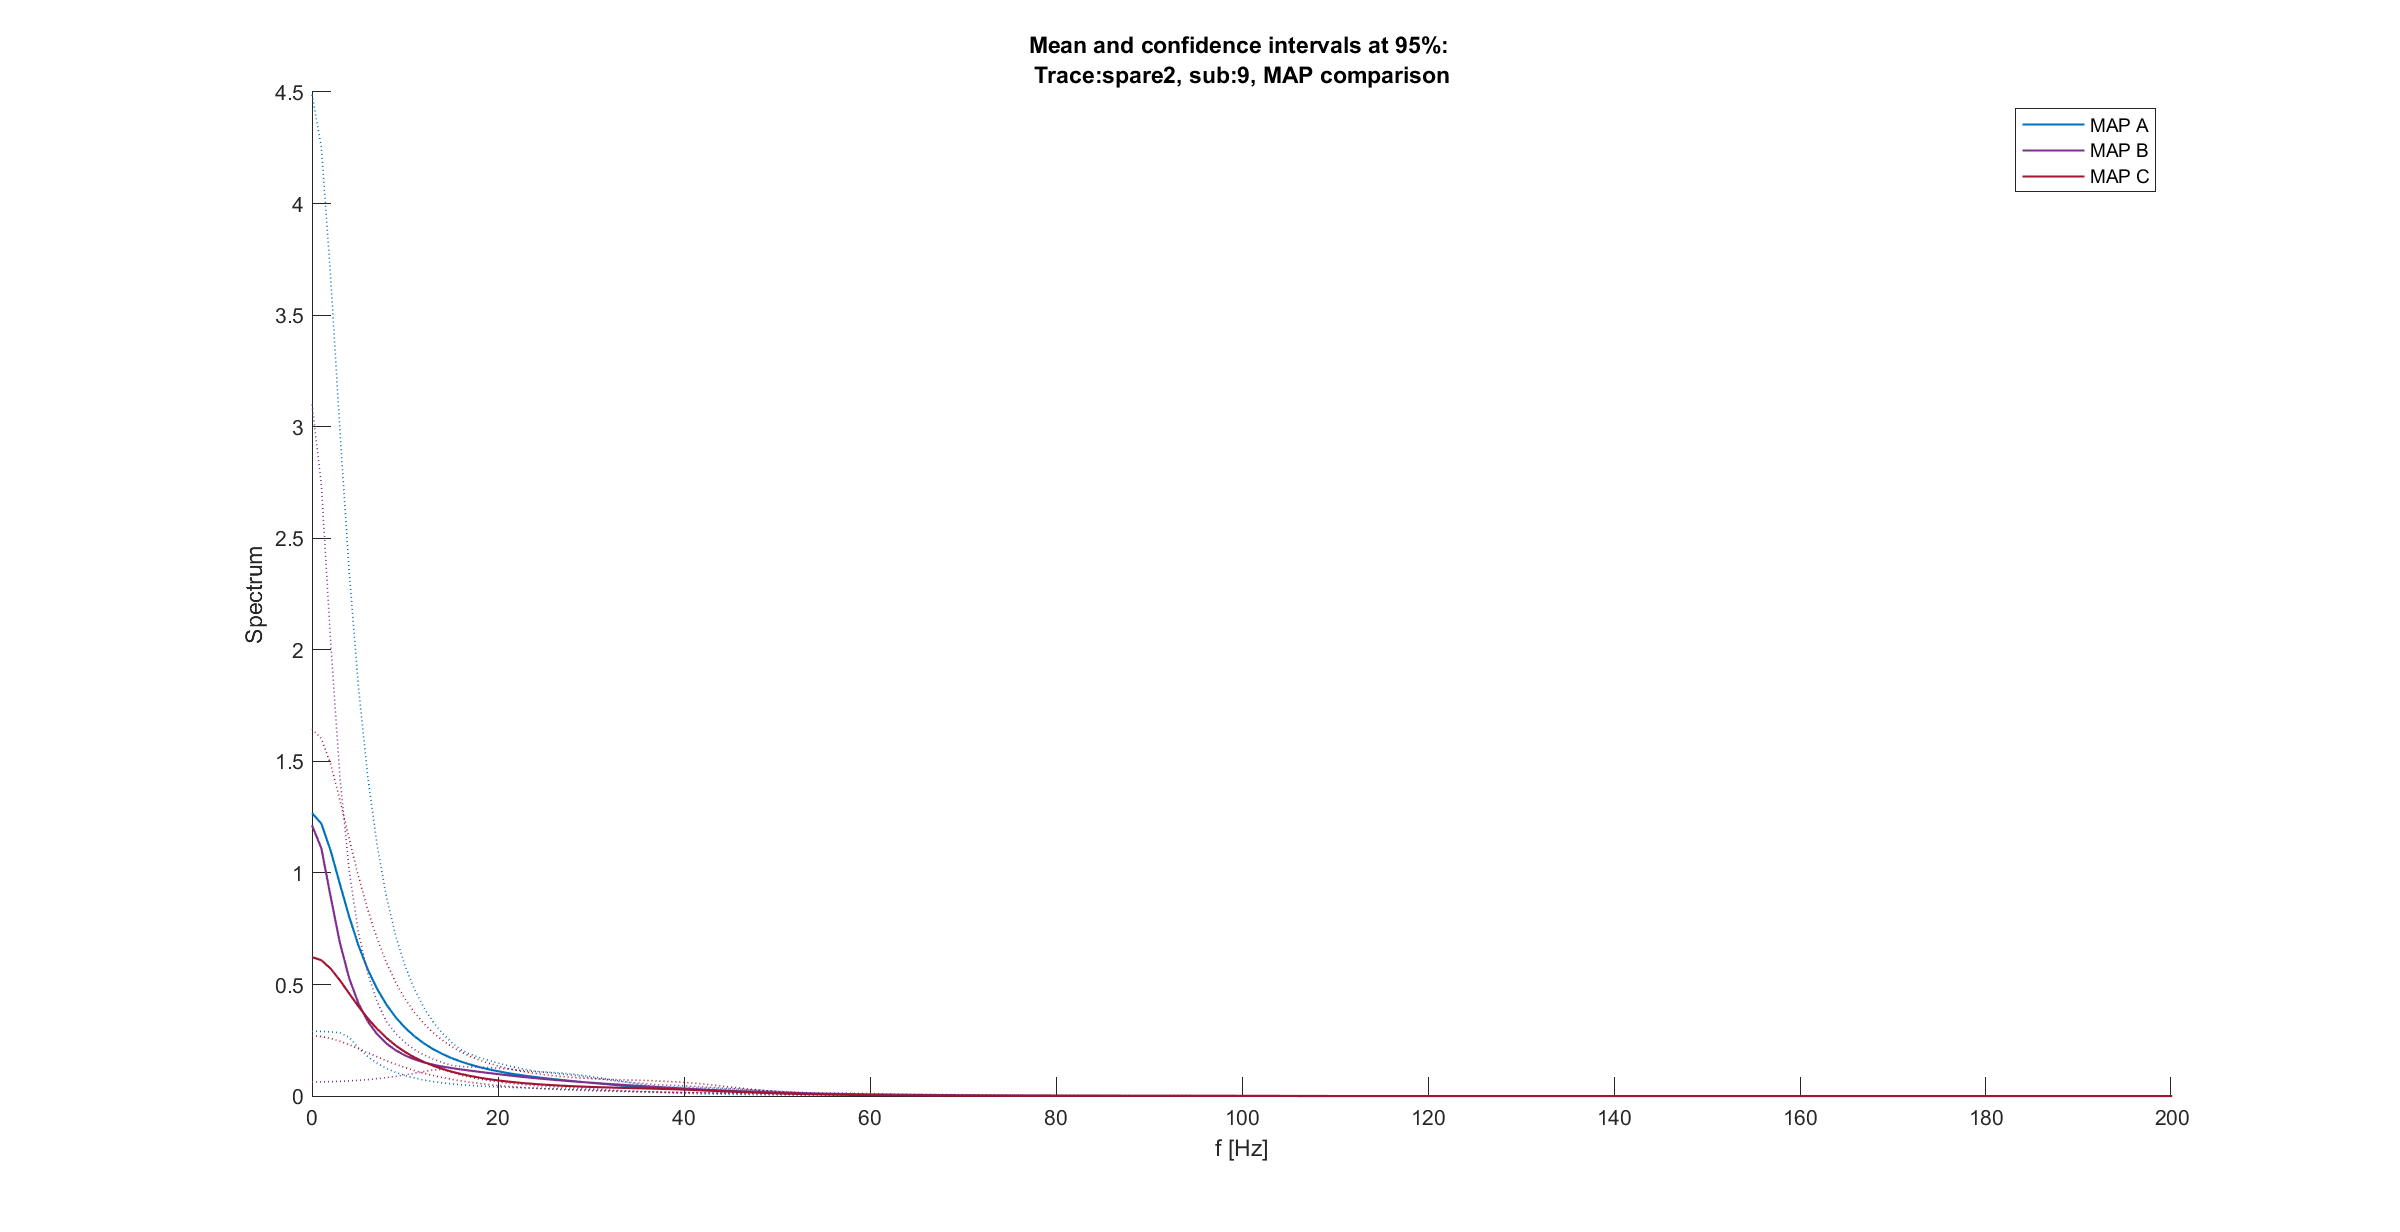 Mean and confidence intervals at 95%:
Trace:spare2, sub:9, MAP comparison
MAP A
MAP B
MAP C
Spectrum
4.5
4
3.5
3
2.5
2
1.5
1
0.5
0
0 20 40 60 80 100 120 140 160 180 200
f [Hz]